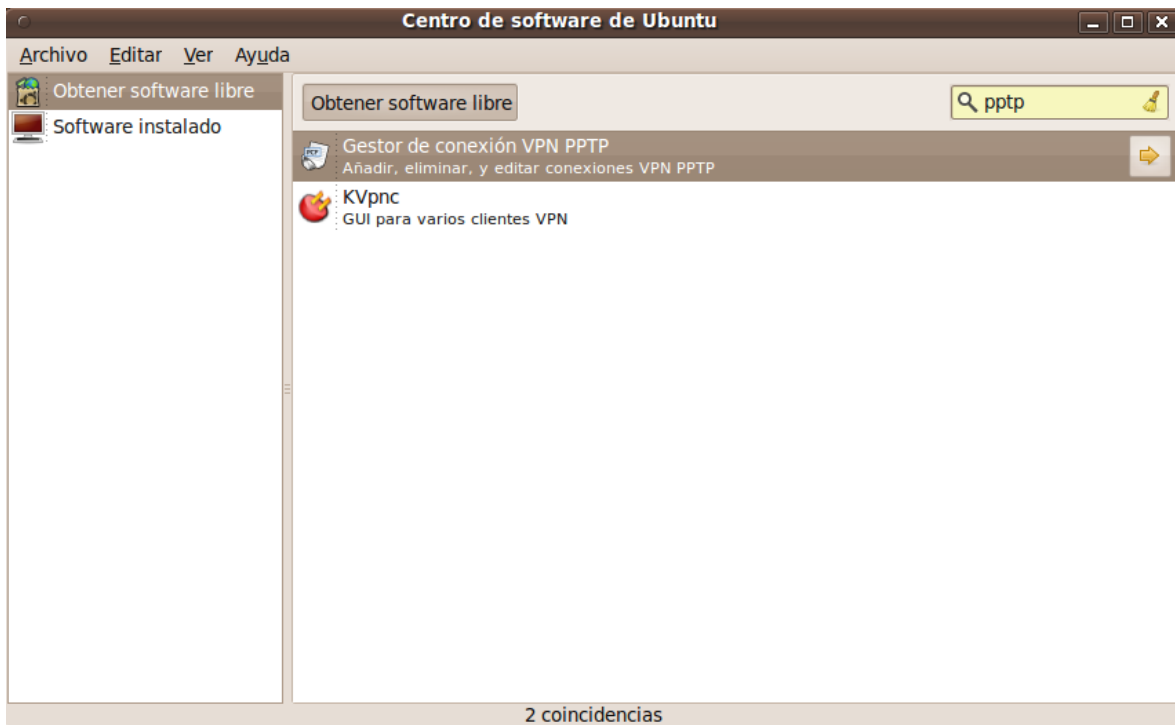 Centro de software de Ubuntu
Archivo Editar Ver Ayuda
Obtener software libre
Software instalado
Obtener software libre
pptp
Gestor de conexión VPN PPTP
Añadir, eliminar, y editar conexiones VPN PPTP
KVpnc
GUI para varios clientes VPN
2 coincidencias